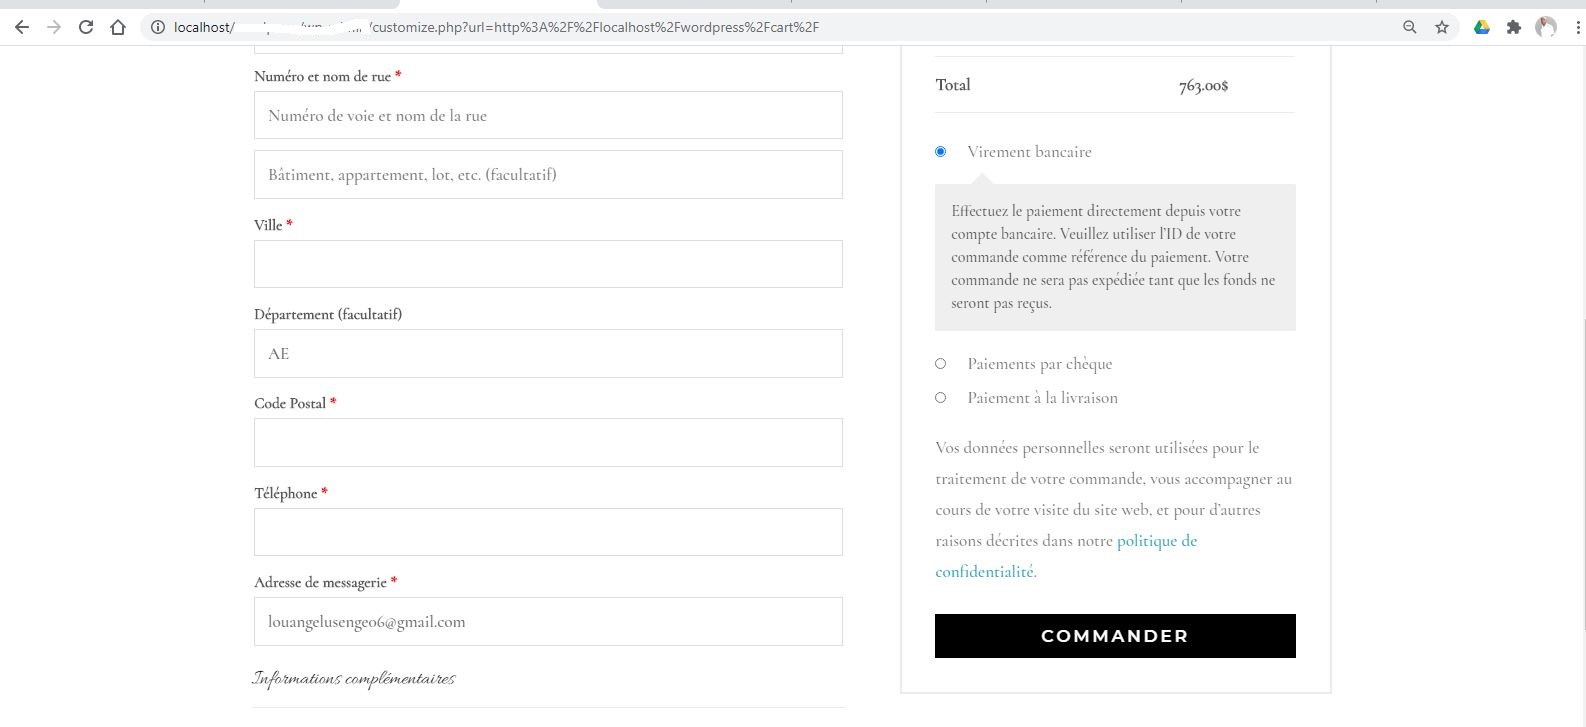 localhost/ /customize.php?url=http%3A%2F%2Flocalhost%2Fwordpress%2Fcart%2F
Numéro et nom de rue *
Numéro de voie et nom de la rue
Bâtiment, appartement, lot, etc. (facultatif)
Ville *
Département (facultatif)
AE
Code Postal *
Téléphone *
Adresse de messagerie *
louangelusenge06@gmail.com
Informations complémentaires
Total 763.00$
Virement bancaire
Effectuez le paiement directement depuis votre
compte bancaire. Veuillez utiliser l'ID de votre
commande comme référence du paiement. Votre
commande ne sera pas expédiée tant que les fonds ne
seront pas reçus.
Paiements par chèque
Paiement à la livraison
Vos données personnelles seront utilisées pour le
traitement de votre commande, vous accompagner au
cours de votre visite du site web, et pour d'autres
raisons décrites dans notre politique de
confidentialité.
COMMANDER